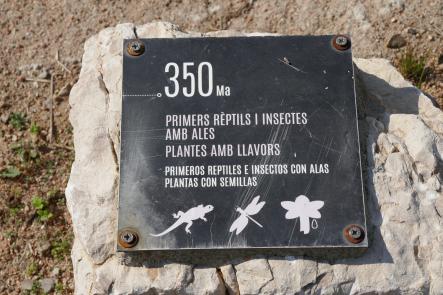 350 Ma
PRIMERS RÈPTILS I INSECTES
AMB ALES
PLANTES AMB LLAVORS
PRIMEROS REPTILES E INSECTOS CON ALAS
PLANTAS CON SEMILLAS